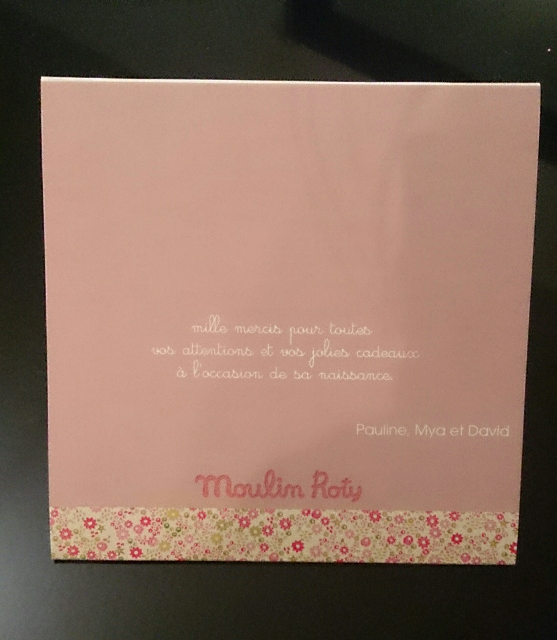 mille mercis pour toutes
vos attentions et vos jolies cadeaux
à l'occasion de sa naissance.
Pauline, Mya et David
Moulin Roty